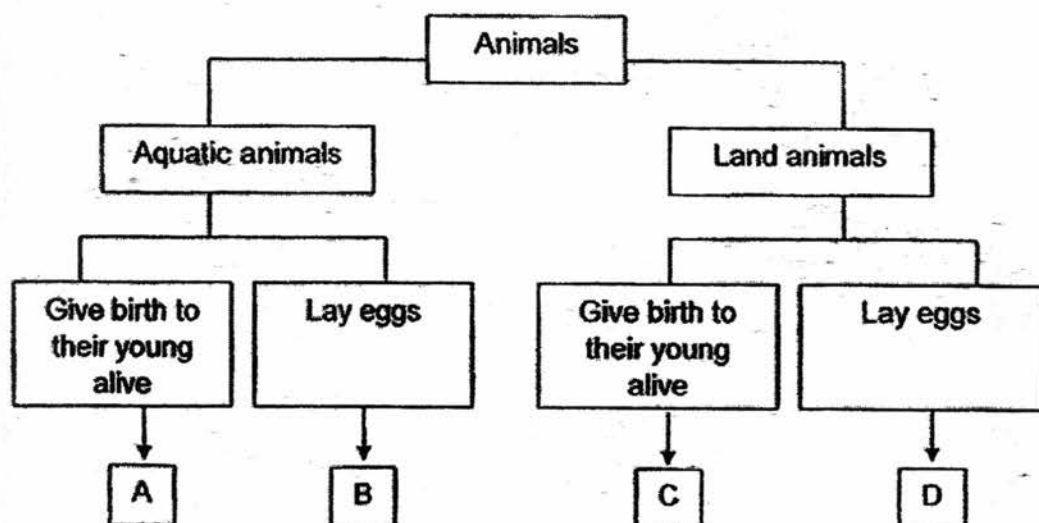 Animals
Aquatic animals
Land animals
Give birth to
their young
alive
Lay eggs
Give birth to
their young
alive
Lay eggs
A
B
C
D